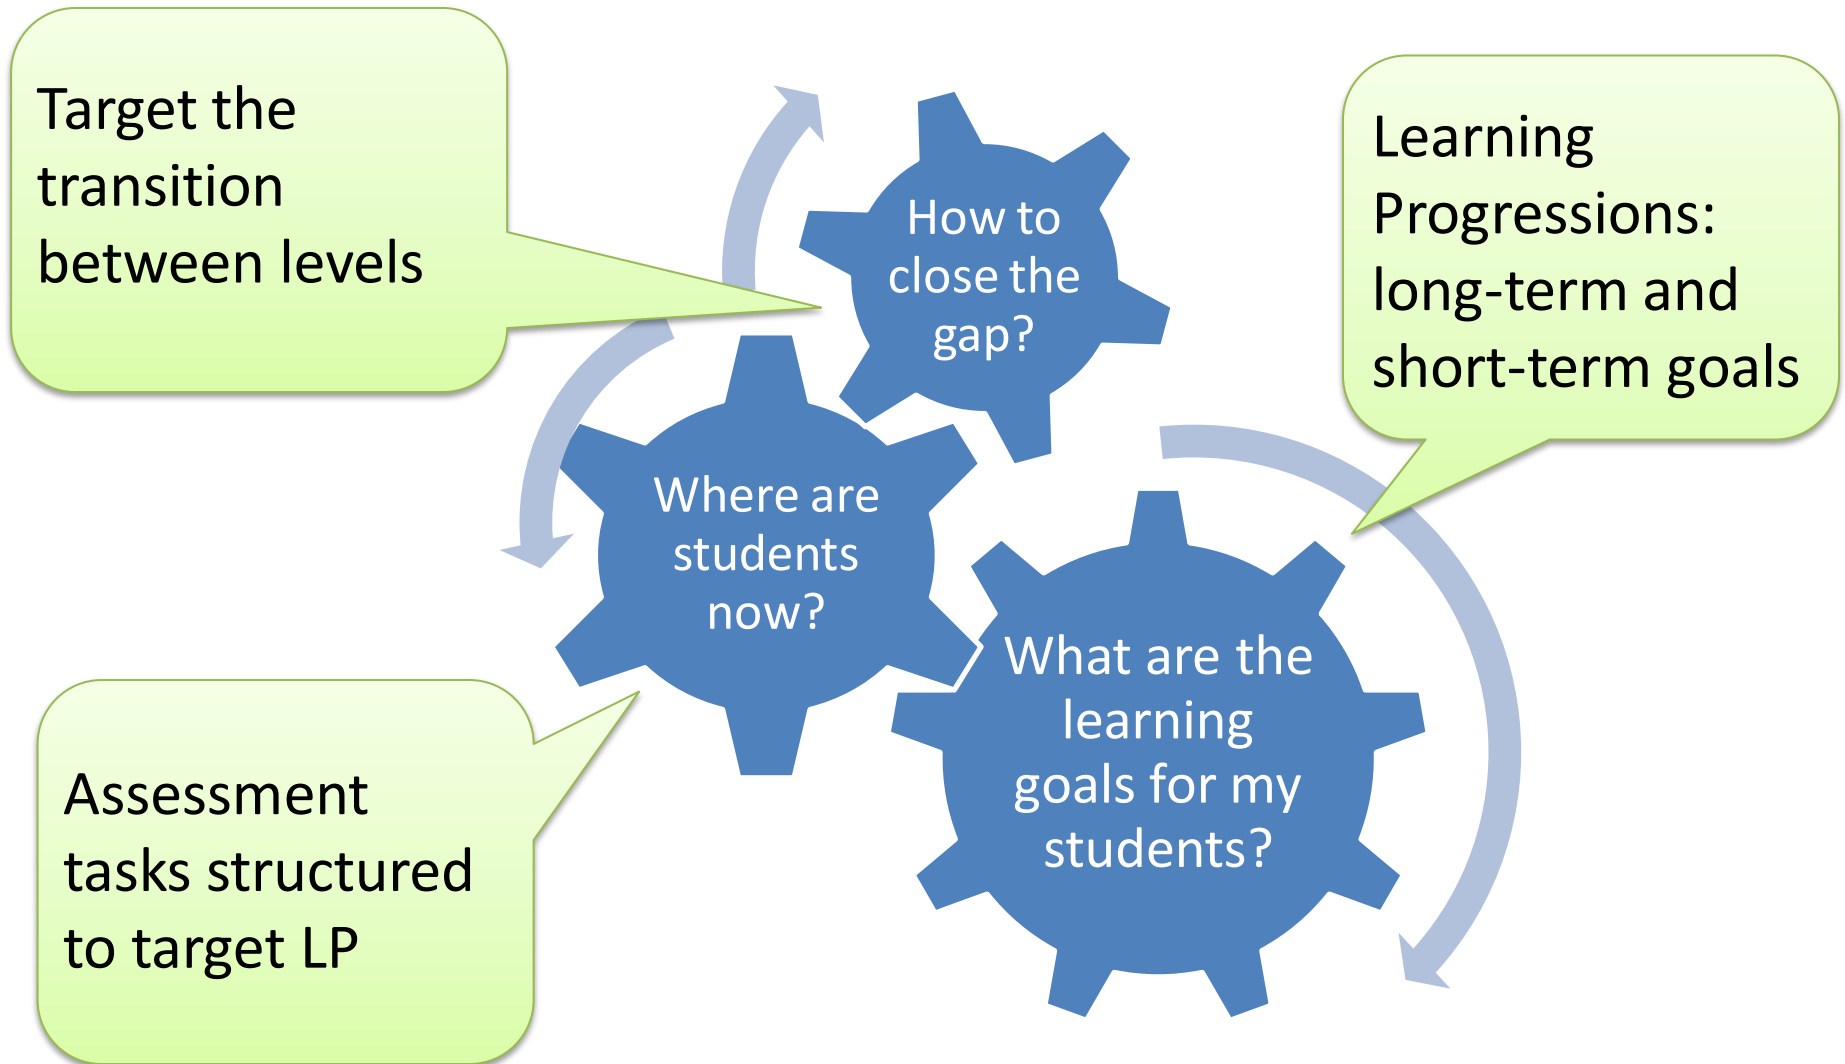 Target the
transition
between levels
How to
close the
gap?
Learning
Progressions:
long-term and
short-term goals
Where are
students
now?
What are the
learning
goals for my
students?
Assessment
tasks structured
to target LP